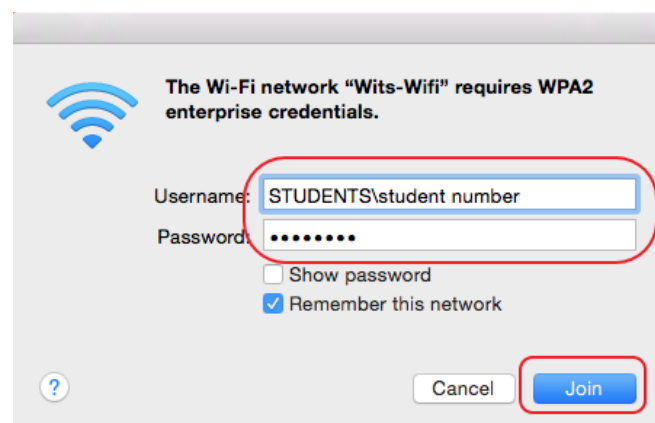 The Wi-Fi network “Wits-Wifi” requires WPA2
enterprise credentials.
Username: STUDENTS\student number
Password: ••••••••
Show password
Remember this network
? Cancel Join